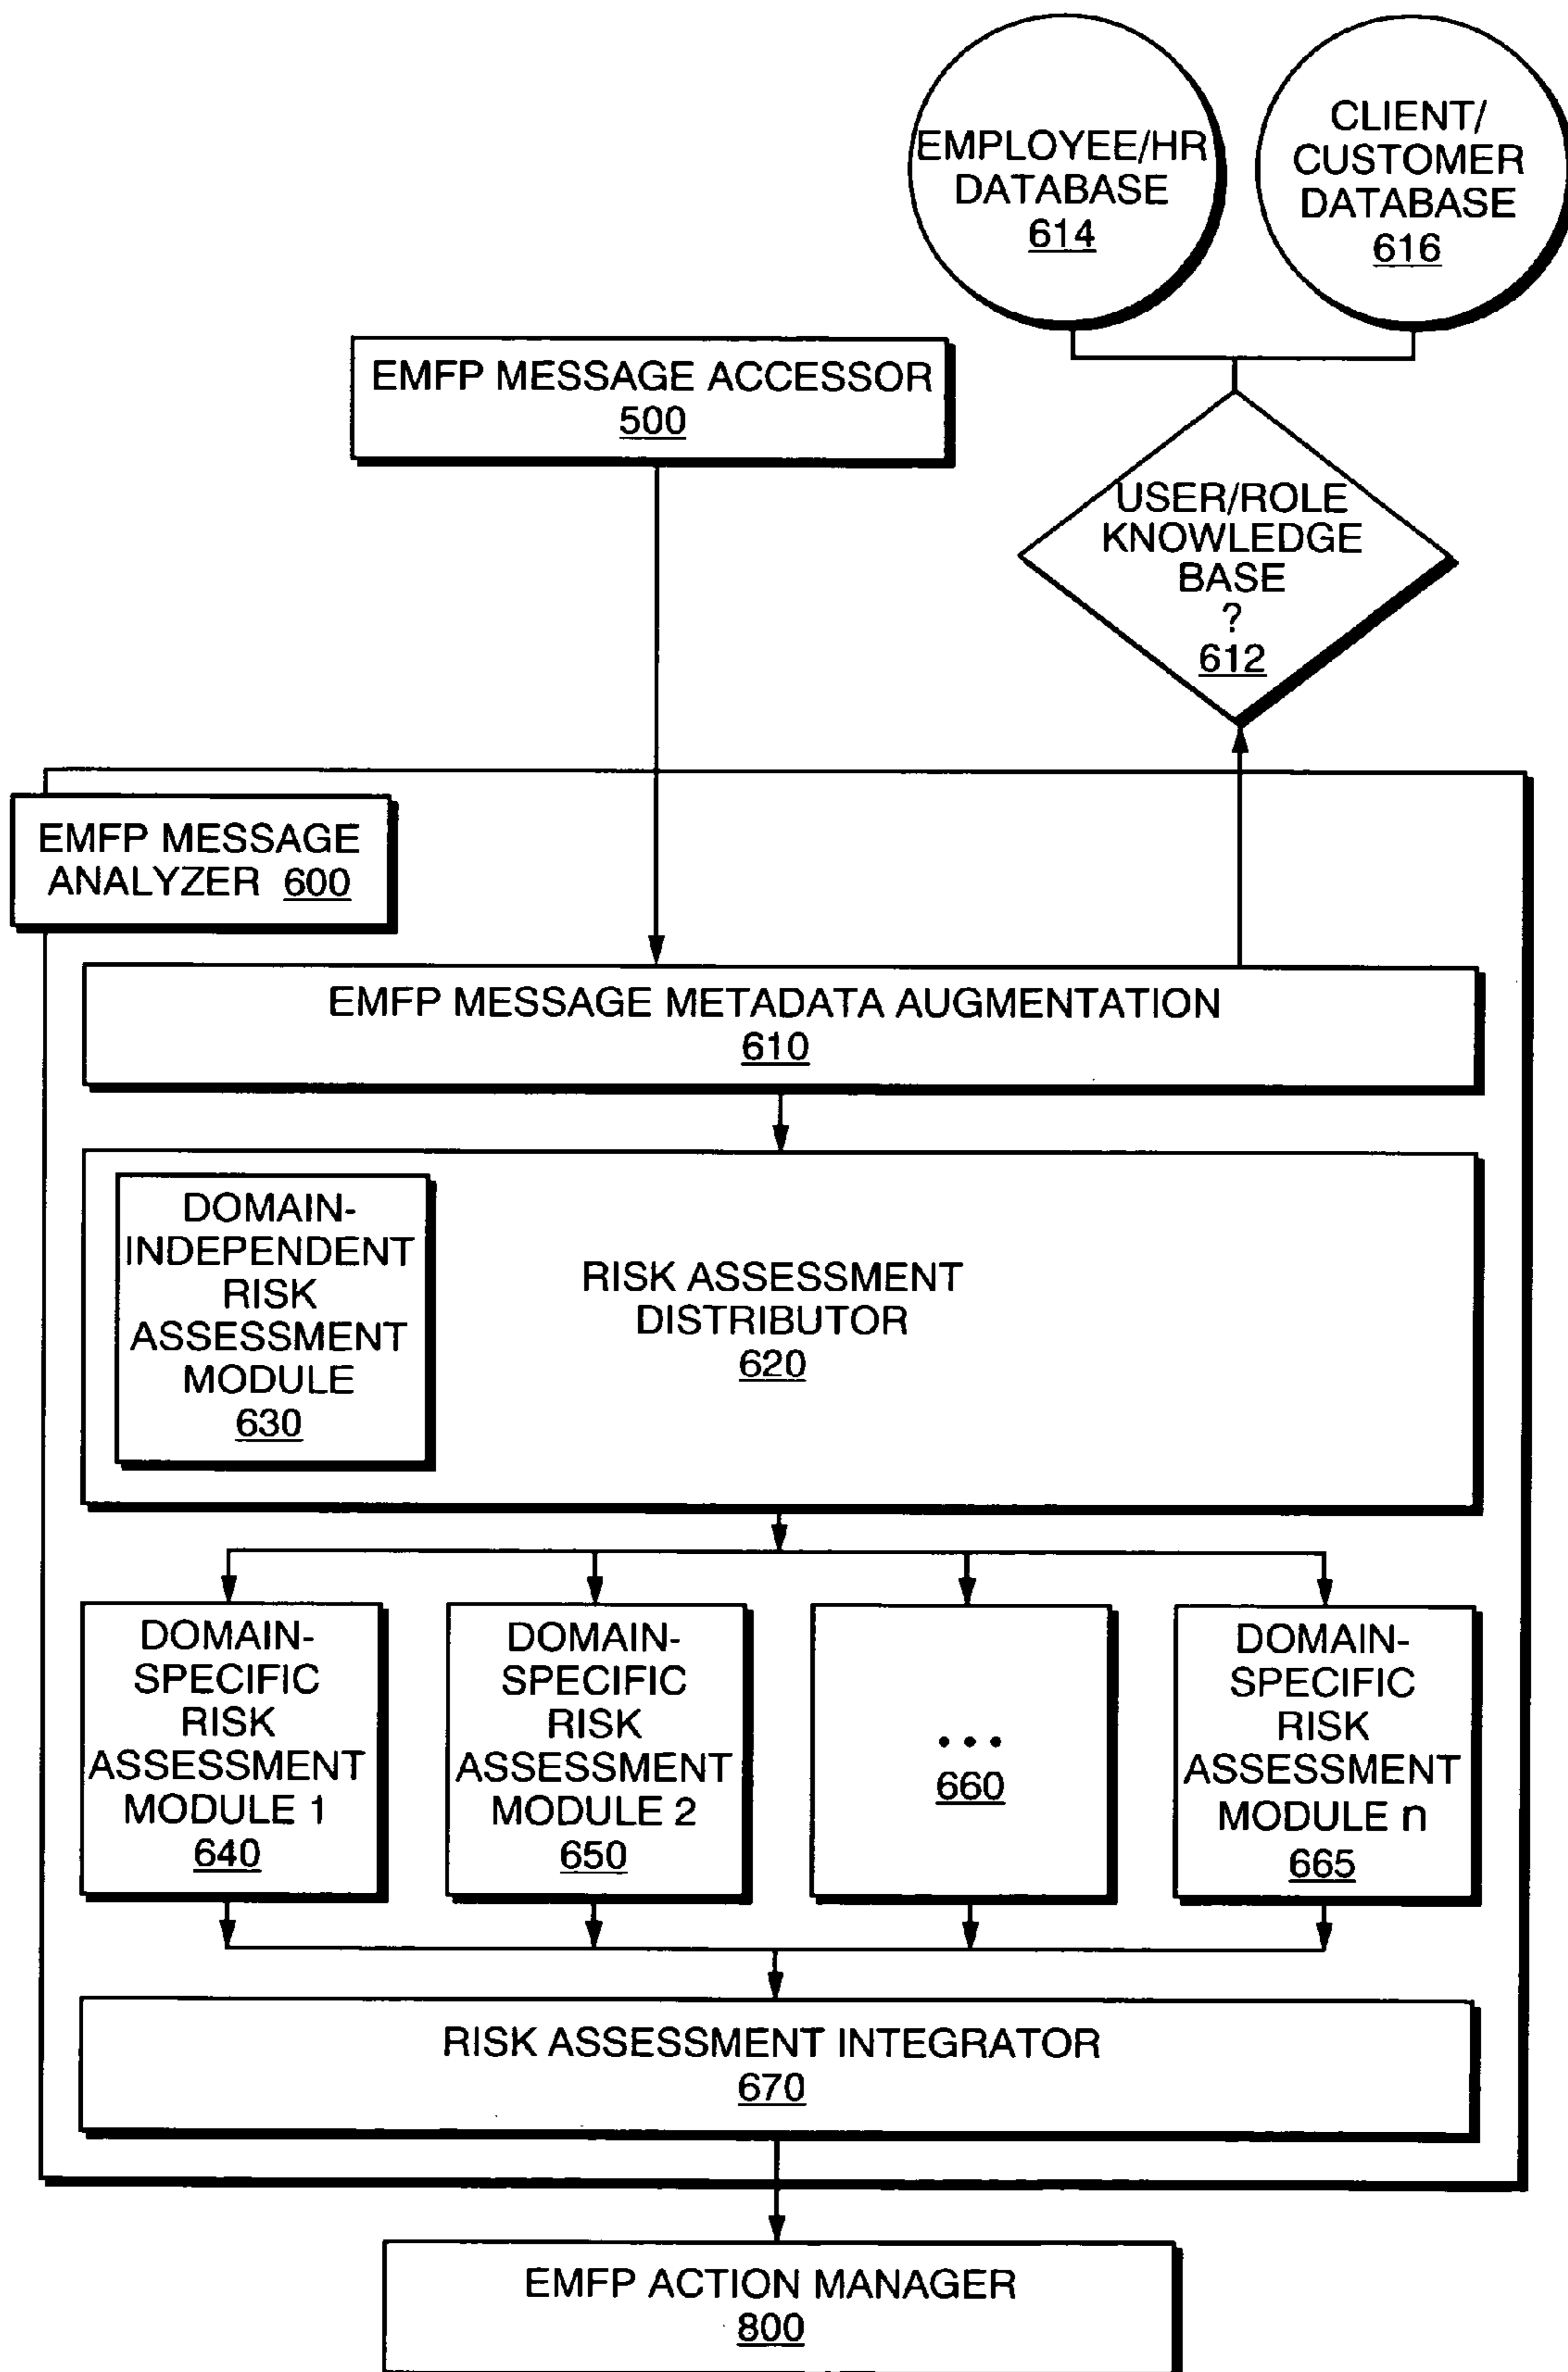 EMPLOYEE/HR
DATABASE
614
CLIENT/
CUSTOMER
DATABASE
616
EMFP MESSAGE ACCESSOR
500
USER/ROLE
KNOWLEDGE
BASE
?
612
EMFP MESSAGE
ANALYZER 600
EMFP MESSAGE METADATA AUGMENTATION
610
DOMAIN-
INDEPENDENT
RISK
ASSESSMENT
MODULE
630
RISK ASSESSMENT
DISTRIBUTOR
620
DOMAIN-
SPECIFIC
RISK
ASSESSMENT
MODULE 1
640
DOMAIN-
SPECIFIC
RISK
ASSESSMENT
MODULE 2
650
• • •
660
DOMAIN-
SPECIFIC
RISK
ASSESSMENT
MODULE n
665
RISK ASSESSMENT INTEGRATOR
670
EMFP ACTION MANAGER
800